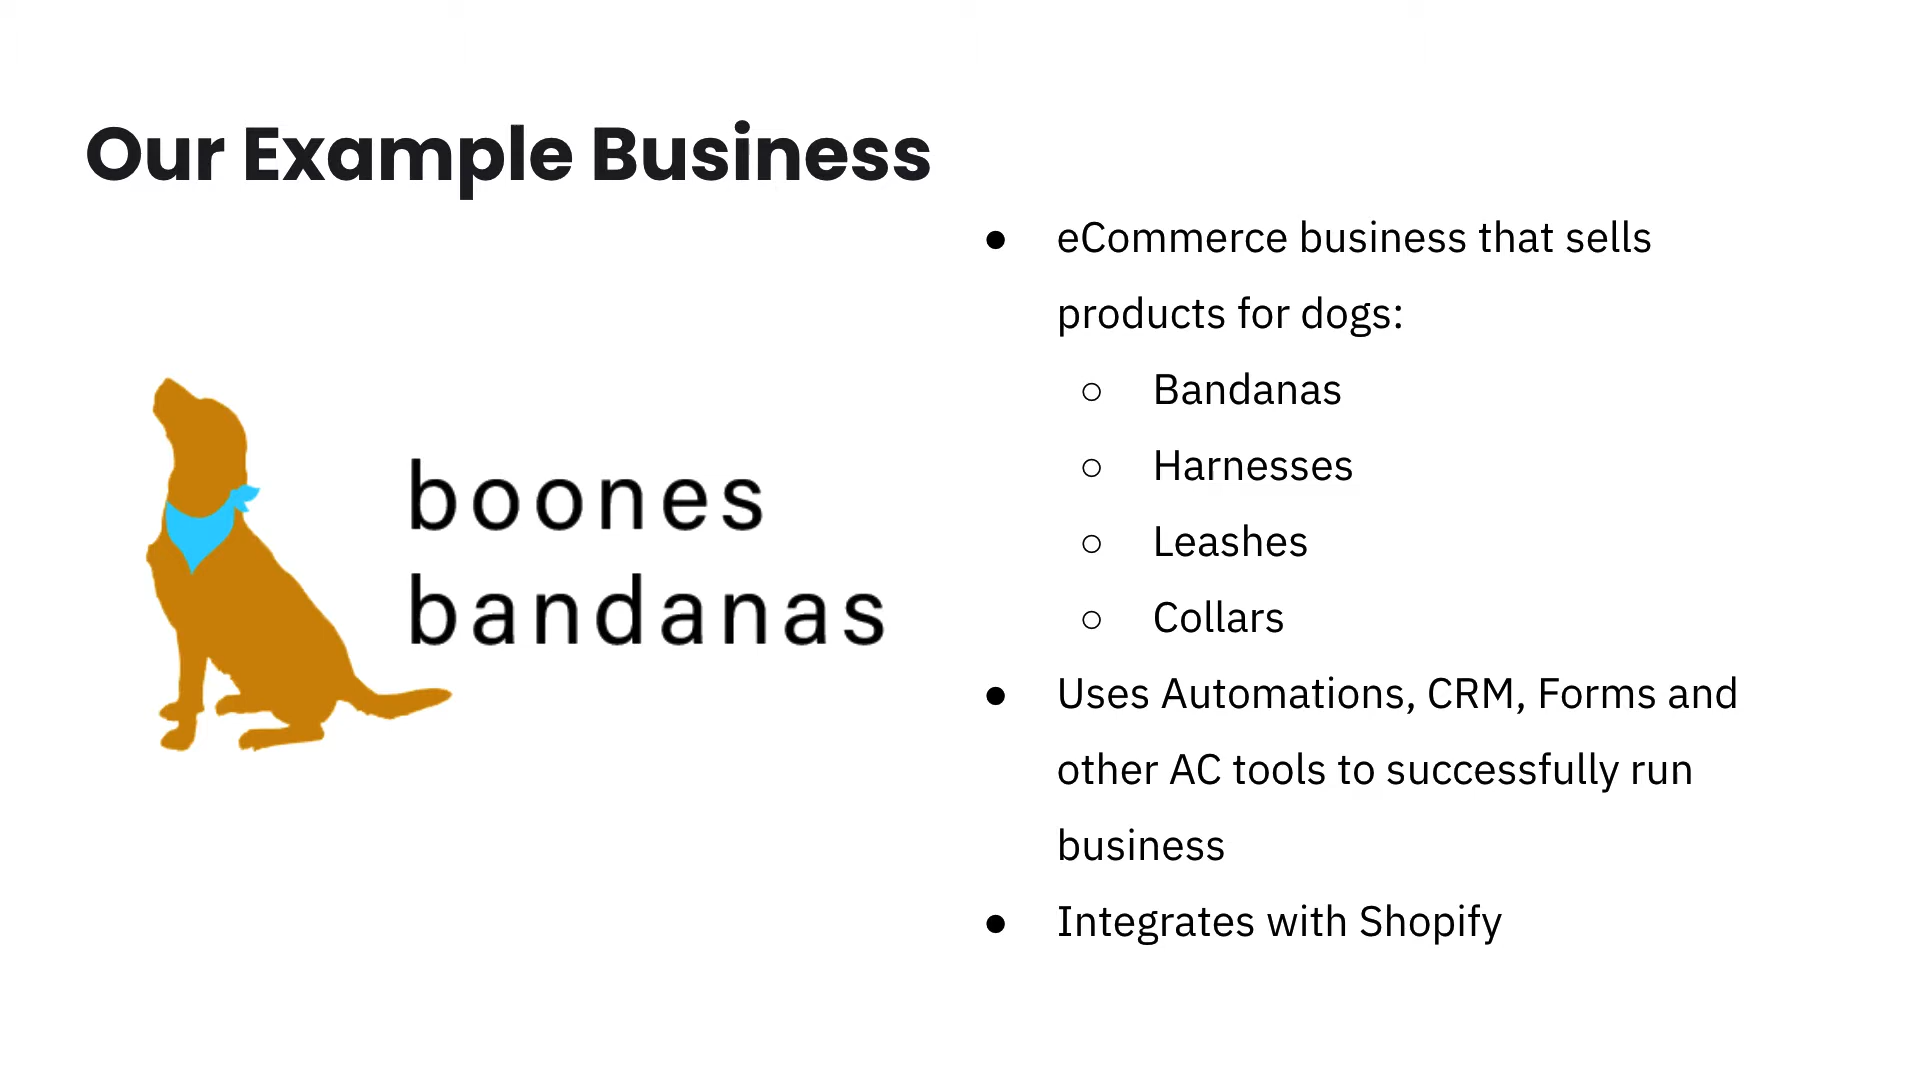 Our Example Business
boones
bandanas
● eCommerce business that sells
products for dogs:
○ Bandanas
○ Harnesses
○ Leashes
○ Collars
● Uses Automations, CRM, Forms and
other AC tools to successfully run
business
● Integrates with Shopify